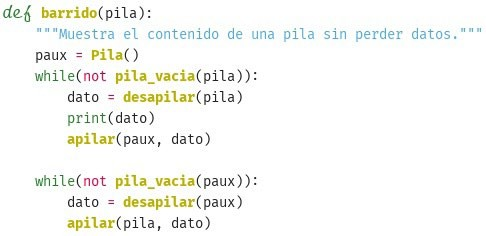 def barrido(pila):
    """Muestra el contenido de una pila sin perder datos."""
    paux = Pila()
    while(not pila_vacia(pila)):
        dato = desapilar(pila)
        print(dato)
        apilar(paux, dato)

    while(not pila_vacia(paux)):
        dato = desapilar(paux)
        apilar(pila, dato)